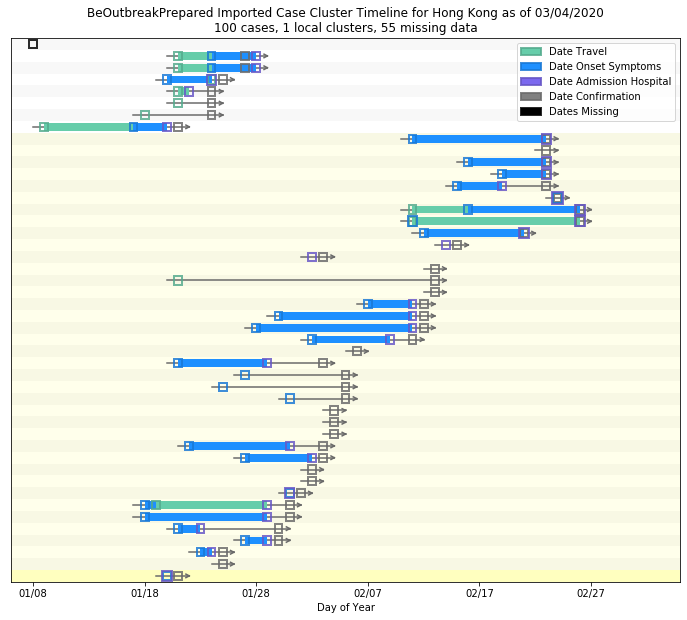 BeOutbreakPrepared Imported Case Cluster Timeline for Hong Kong as of 03/04/2020
100 cases, 1 local clusters, 55 missing data
Date Travel
Date Onset Symptoms
Date Admission Hospital
Date Confirmation
Dates Missing
01/08 01/18 01/28 02/07 02/17 02/27
Day of Year